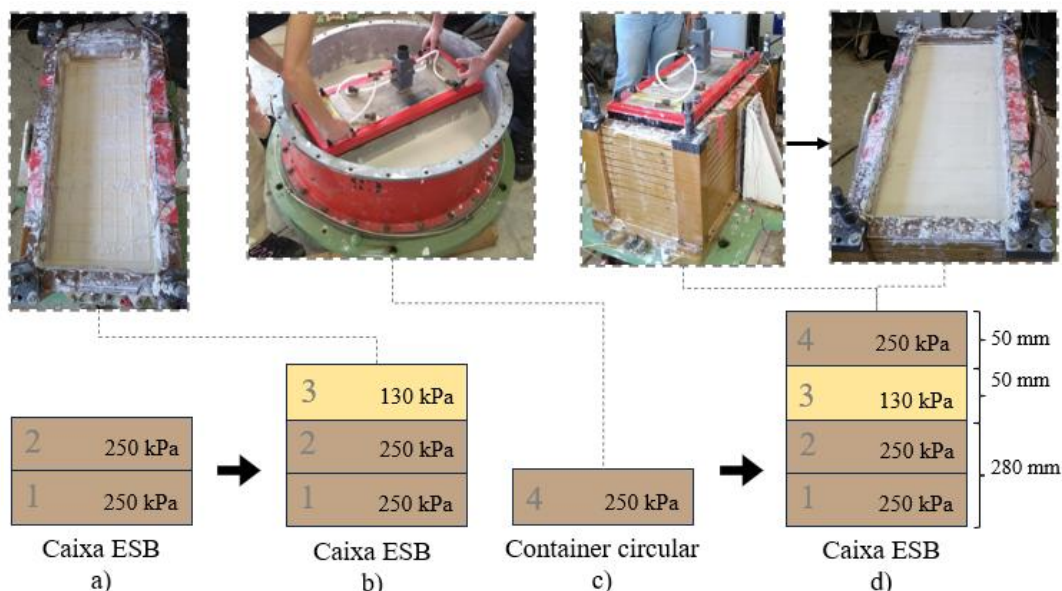 4
250 kPa
50 mm
3
130 kPa
50 mm
3
130 kPa
2
250 kPa
2
250 kPa
2
250 kPa
280 mm
1
250 kPa
1
250 kPa
4
250 kPa
1
250 kPa
Caixa ESB
Caixa ESB
Container circular
Caixa ESB
a)
b)
c)
d)